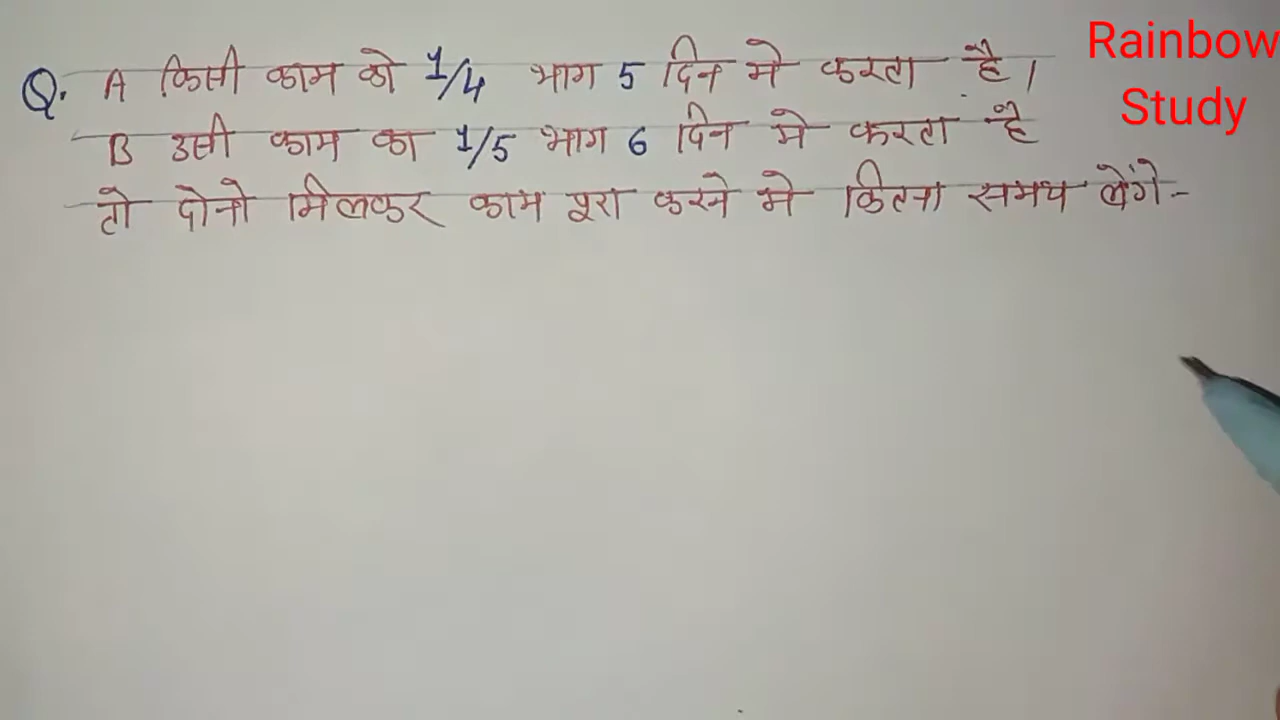 Q. A किसी काम को 1/4 भाग 5 दिन मे करता है।
B उसी काम का 1/5 भाग 6 दिन मे करता है
तो दोनो मिलकर काम पूरा करने मे कितना समय लेंगे-
Rainbow
Study